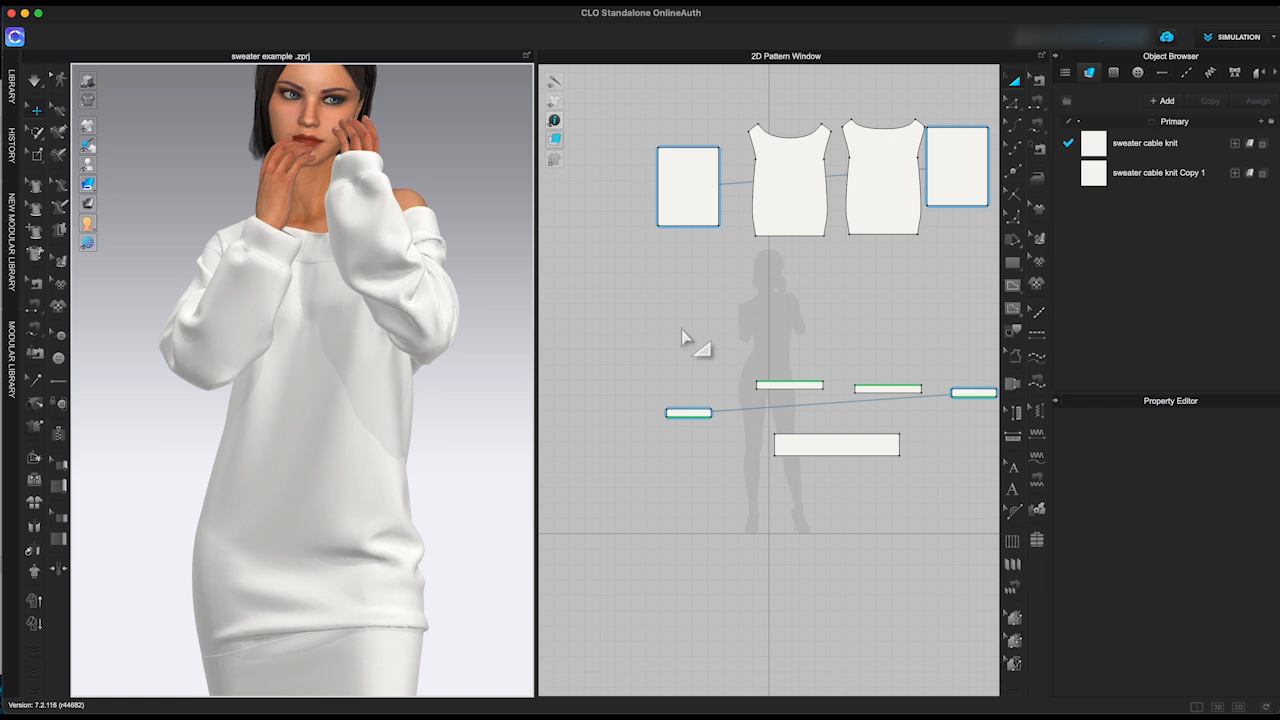 CLO Standalone OnlineAuth
SIMULATION
sweater example .zprj
2D Pattern Window
Object Browser
LIBRARY
HISTORY
NEW MODULAR LIBRARY
MODULAR LIBRARY
+ Add
Copy
Assign
Primary
sweater cable knit
sweater cable knit Copy 1
Property Editor
A
A
Version: 7.2.116 (r44682)
3D
2D